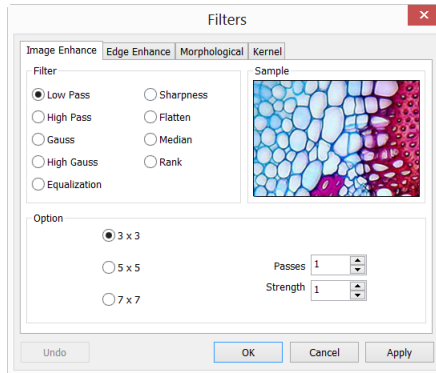 Filters
Image Enhance Edge Enhance Morphological Kernel
Filter
Low Pass
High Pass
Gauss
High Gauss
Equalization
Sharpness
Flatten
Median
Rank
Sample
Option
3 x 3
5 x 5
7 x 7
Passes 1
Strength 1
Undo OK Cancel Apply